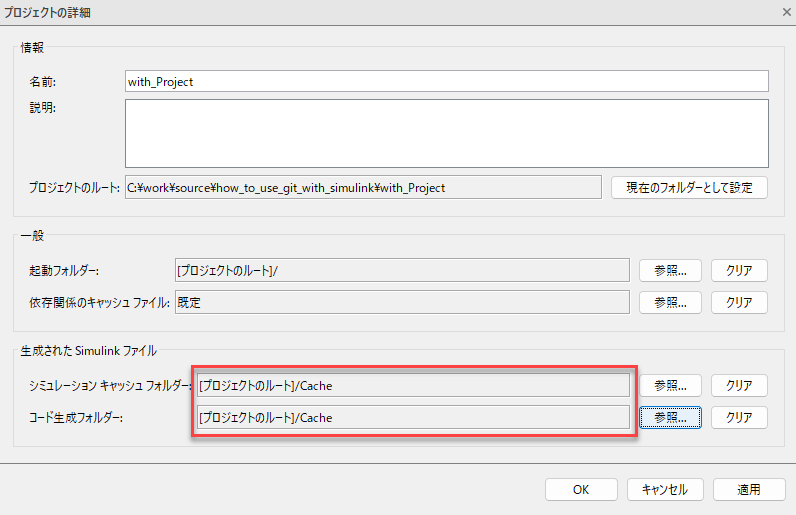 プロジェクトの詳細
情報
名前:
with_Project
説明:
プロジェクトのルート:
C:¥work¥source¥how_to_use_git_with_simulink¥with_Project
現在のフォルダーとして設定
一般
起動フォルダー:
[プロジェクトのルート]/
参照...
クリア
依存関係のキャッシュ ファイル:
既定
参照...
クリア
生成された Simulink ファイル
シミュレーション キャッシュ フォルダー:
[プロジェクトのルート]/Cache
参照...
クリア
コード生成フォルダー:
[プロジェクトのルート]/Cache
参照...
クリア
OK
キャンセル
適用